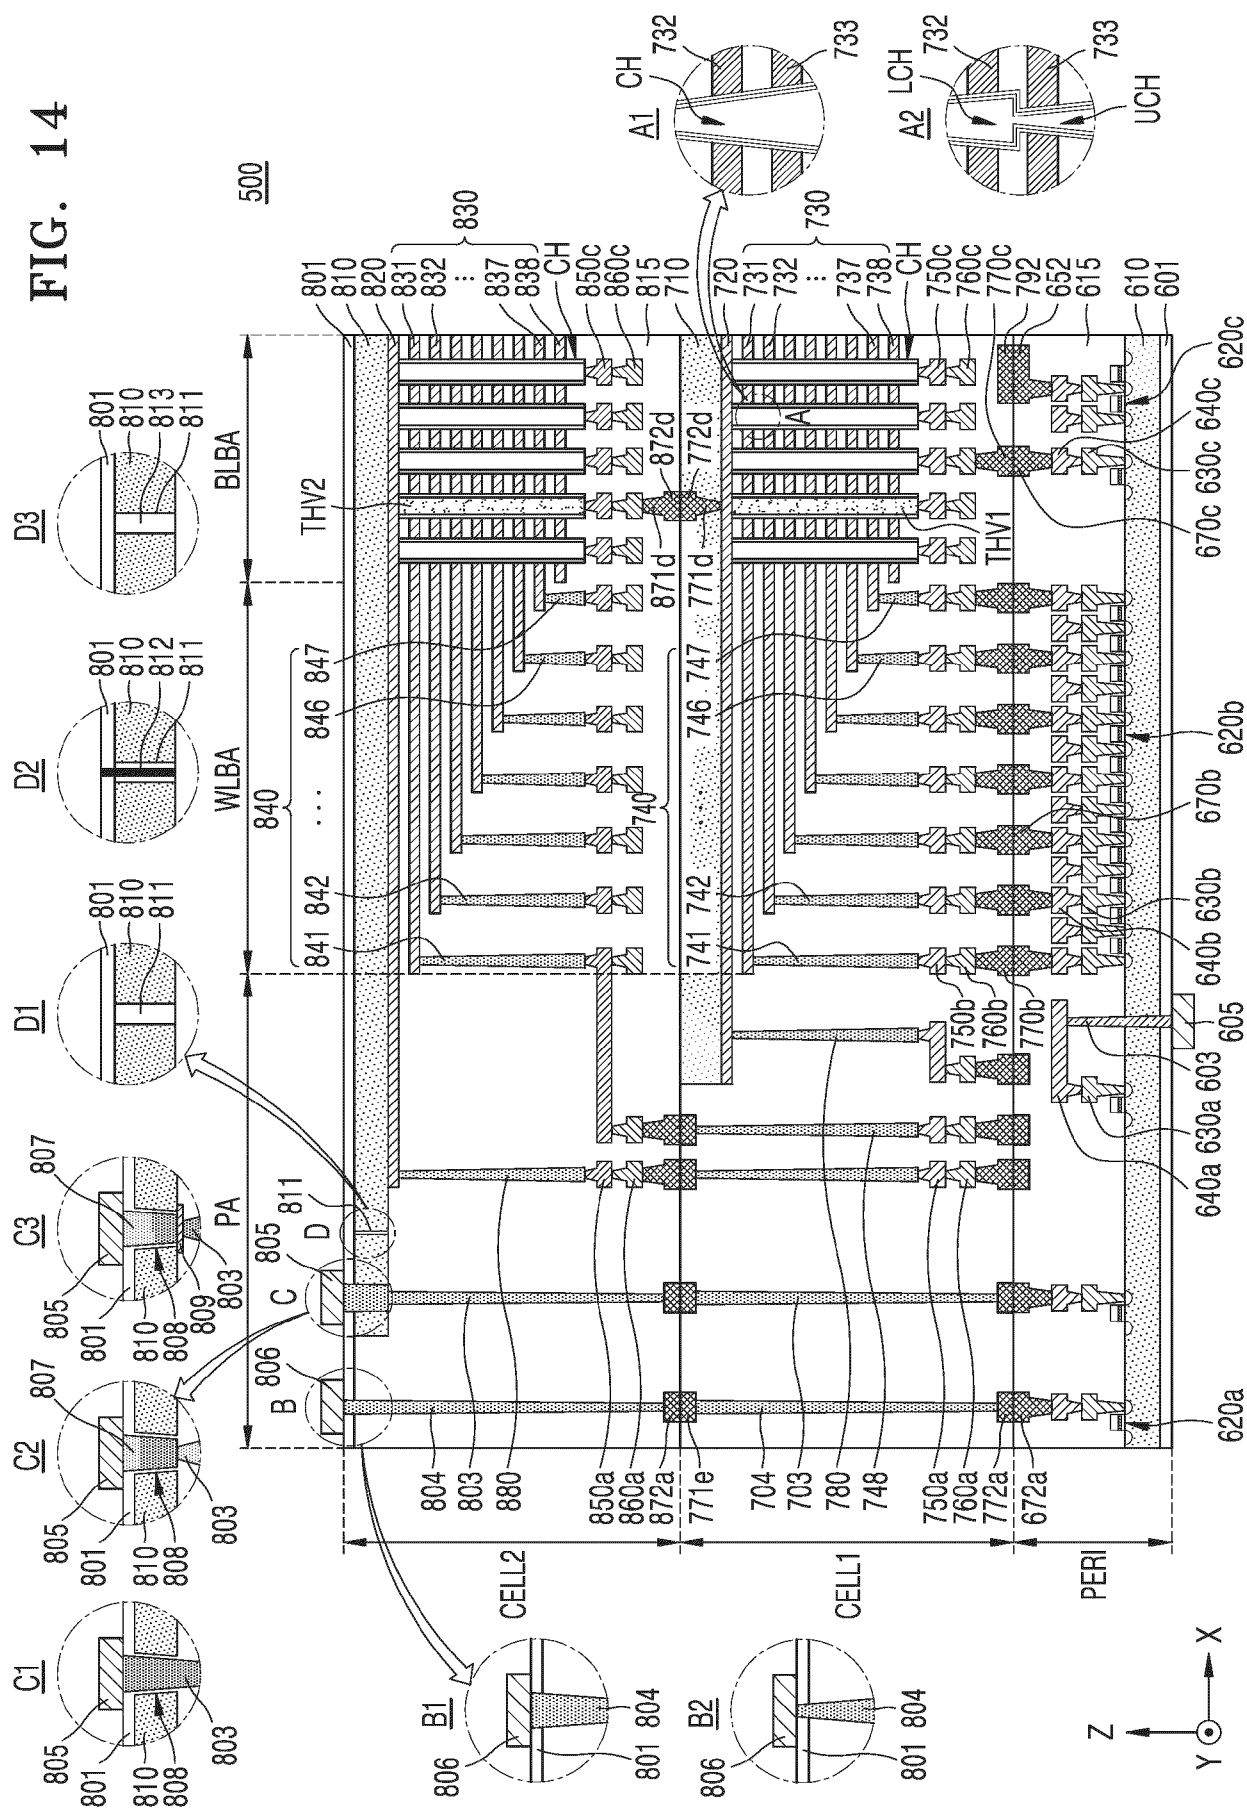 FIG. 14
500
C1
805
801
810
808
803
C2
805
807
801
810
808
803
C3
805
807
801
810
808
809
803
D1
801
810
811
D2
801
810
812
811
D3
801
810
813
811
PA
WLBA
BLBA
B
806
C
805
D
811
840
841 842 ... 846 847
THV2
801
810
820
831
832
:
837
838
830
CH
850c
860c
815
710
720
731
732
:
737
738
730
CH
750c
760c
770c
792
652
615
610
601
804
803
880
850a
860a
872a
771e
704
703
780
748
750a
760a
772a
672a
740
741 742 ... 746 747
871d
872d
771d
772d
THV1
A
750b
760b
770b
620a
640a
630a
603
605
640b
630b
670b
620b
670c
630c
640c
620c
CELL2
CELL1
PERI
B1
806
801
804
B2
806
801
804
A1
732
CH
733
A2
732
LCH
733
UCH
Z
Y
X